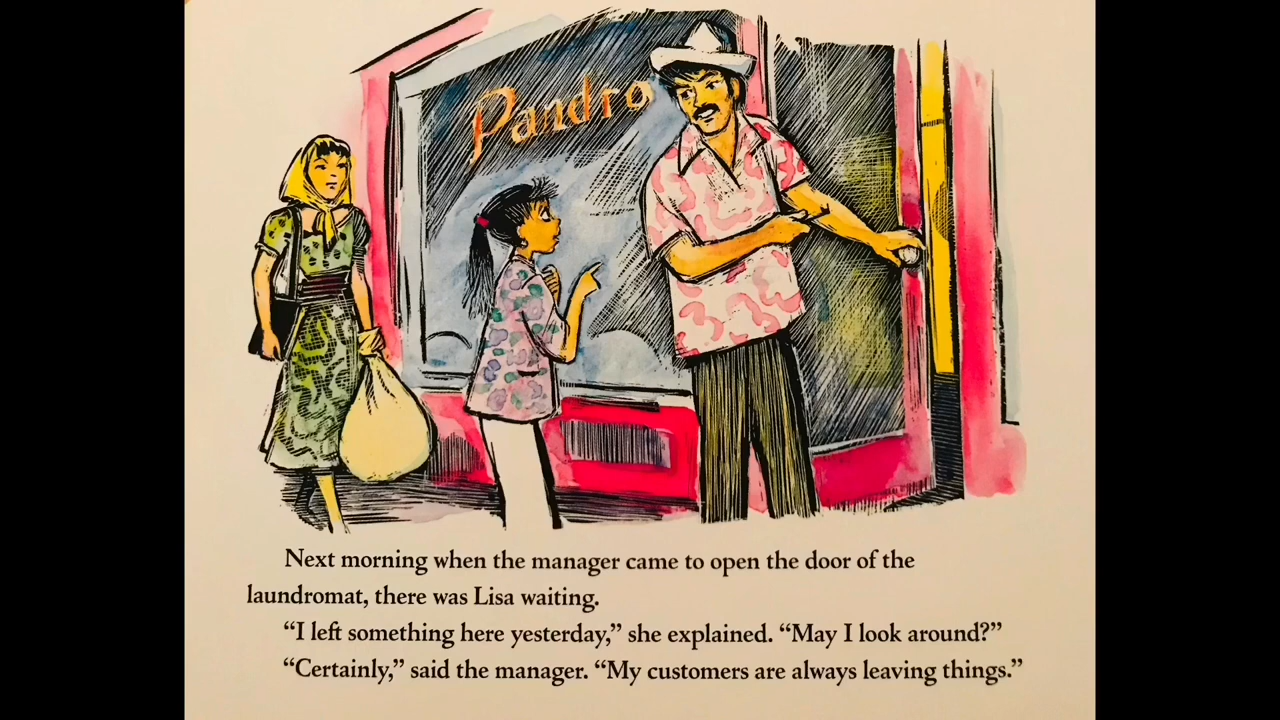 Pandro
Next morning when the manager came to open the door of the
laundromat, there was Lisa waiting.
“I left something here yesterday,” she explained. “May I look around?”
“Certainly,” said the manager. “My customers are always leaving things.”